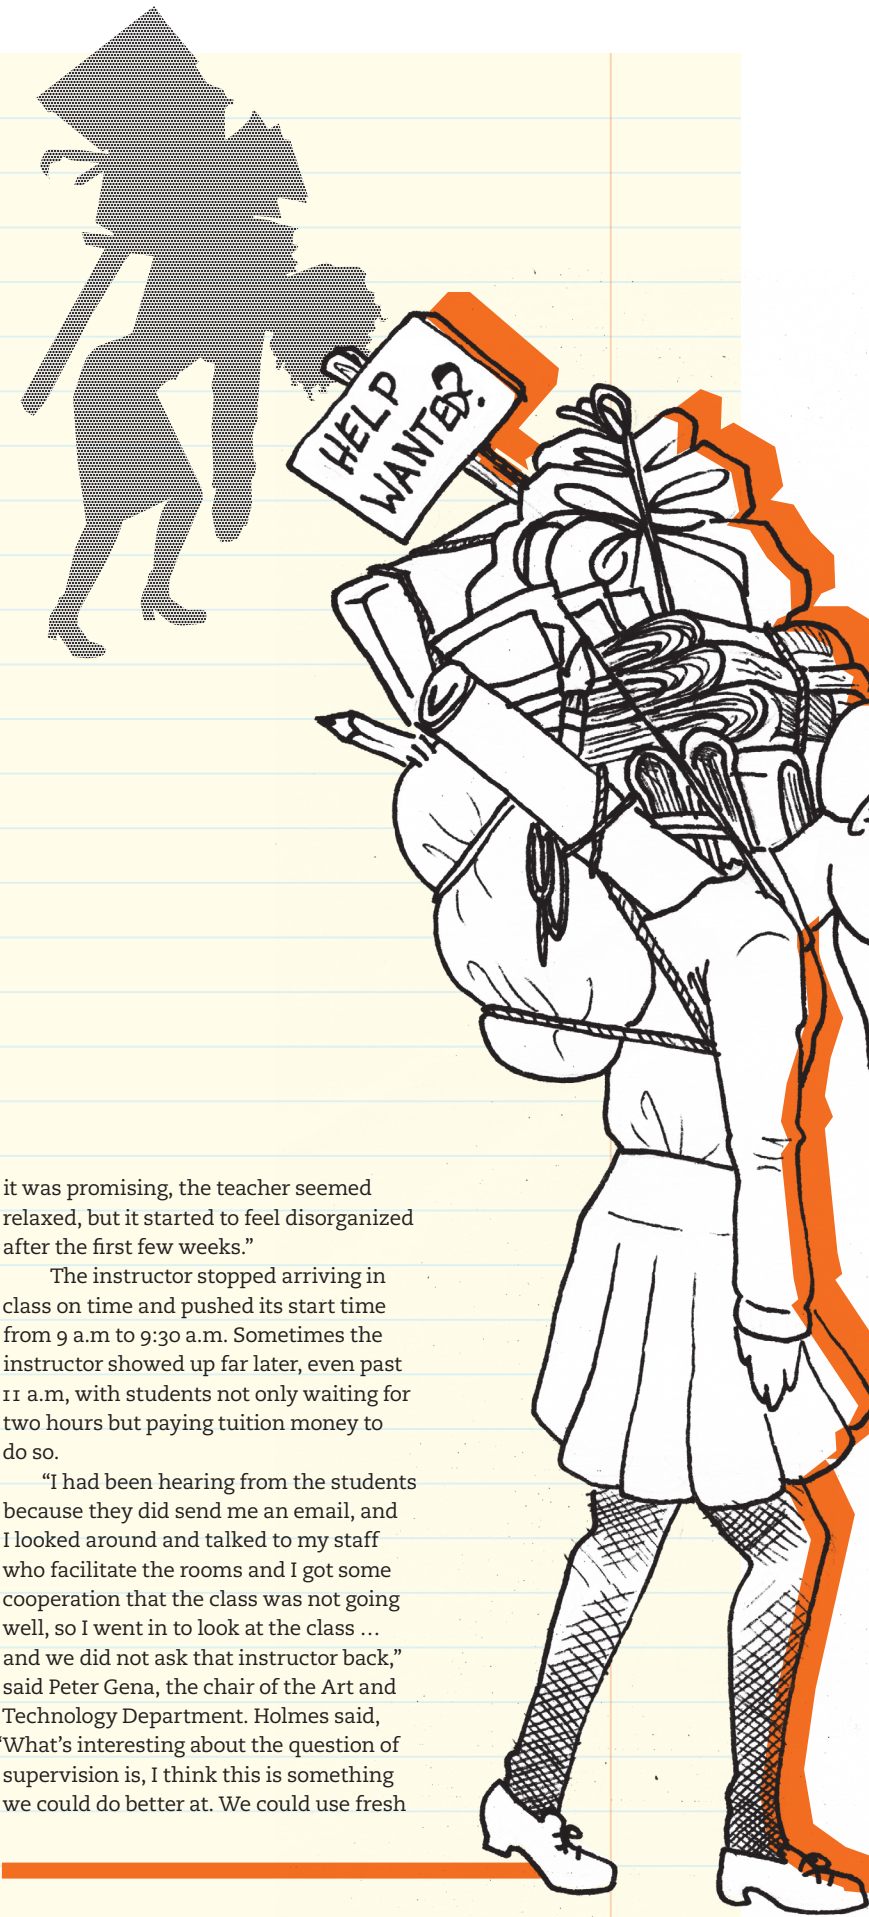 HELP
WANTED?
it was promising, the teacher seemed
relaxed, but it started to feel disorganized
after the first few weeks.”
The instructor stopped arriving in
class on time and pushed its start time
from 9 a.m to 9:30 a.m. Sometimes the
instructor showed up far later, even past
11 a.m, with students not only waiting for
two hours but paying tuition money to
do so.
“I had been hearing from the students
because they did send me an email, and
I looked around and talked to my staff
who facilitate the rooms and I got some
cooperation that the class was not going
well, so I went in to look at the class …
and we did not ask that instructor back,”
said Peter Gena, the chair of the Art and
Technology Department. Holmes said,
“What’s interesting about the question of
supervision is, I think this is something
we could do better at. We could use fresh